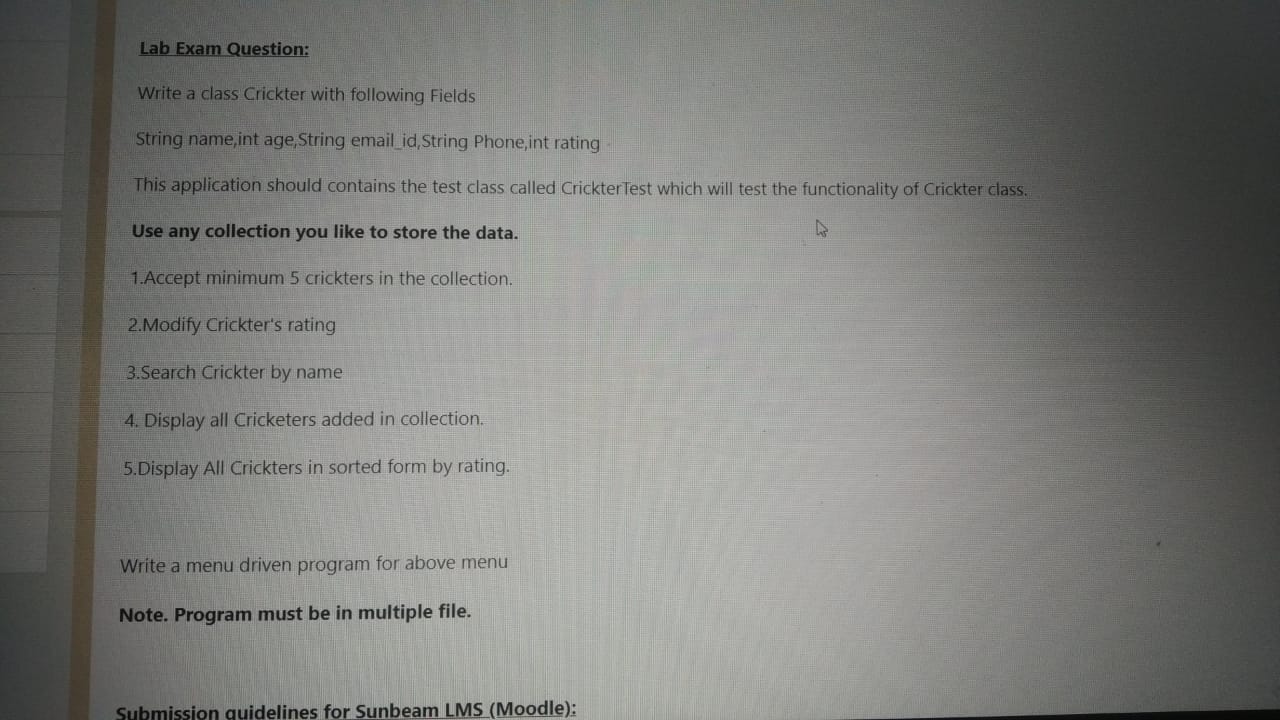 Lab Exam Question:
Write a class Crickter with following Fields
String name,int age,String email_id,String Phone,int rating
This application should contains the test class called CrickterTest which will test the functionality of Crickter class.
Use any collection you like to store the data.
1.Accept minimum 5 crickters in the collection.
2.Modify Crickter's rating
3.Search Crickter by name
4. Display all Cricketers added in collection.
5.Display All Crickters in sorted form by rating.
Write a menu driven program for above menu
Note. Program must be in multiple file.
Submission guidelines for Sunbeam LMS (Moodle):